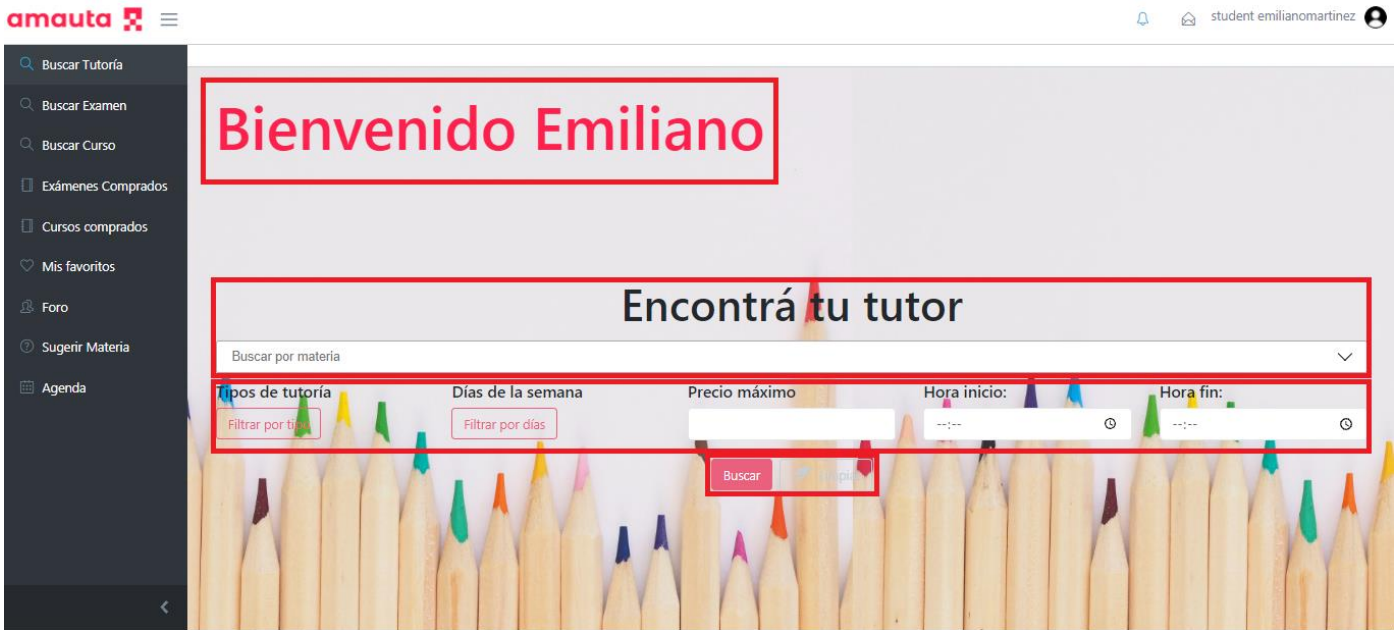 amauta
student emilianomartinez
Buscar Tutoría
Buscar Examen
Buscar Curso
Exámenes Comprados
Cursos comprados
Mis favoritos
Foro
Sugerir Materia
Agenda
Bienvenido Emiliano
Encontrá tu tutor
Buscar por materia
Tipos de tutoría Días de la semana Precio máximo Hora inicio: Hora fin:
Filtrar por tipo Filtrar por días --:-- --:--
Buscar